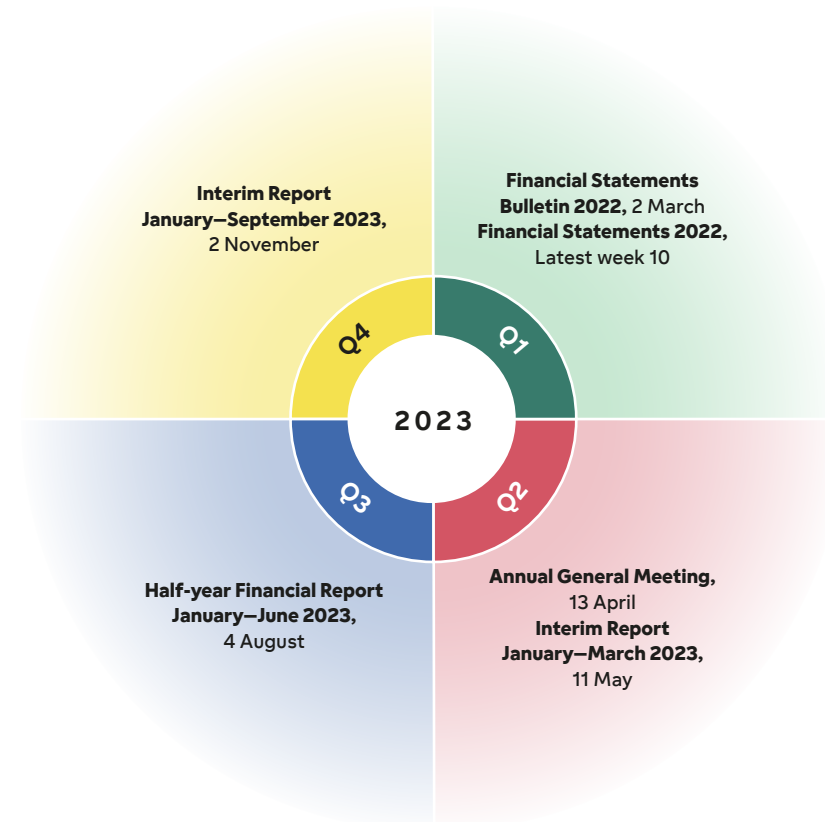 Interim Report
January—September 2023,
2 November
Financial Statements
Bulletin 2022, 2 March
Financial Statements 2022,
Latest week 10
Q4
Q1
2023
Q3
Q2
Half-year Financial Report
January—June 2023,
4 August
Annual General Meeting,
13 April
Interim Report
January—March 2023,
11 May